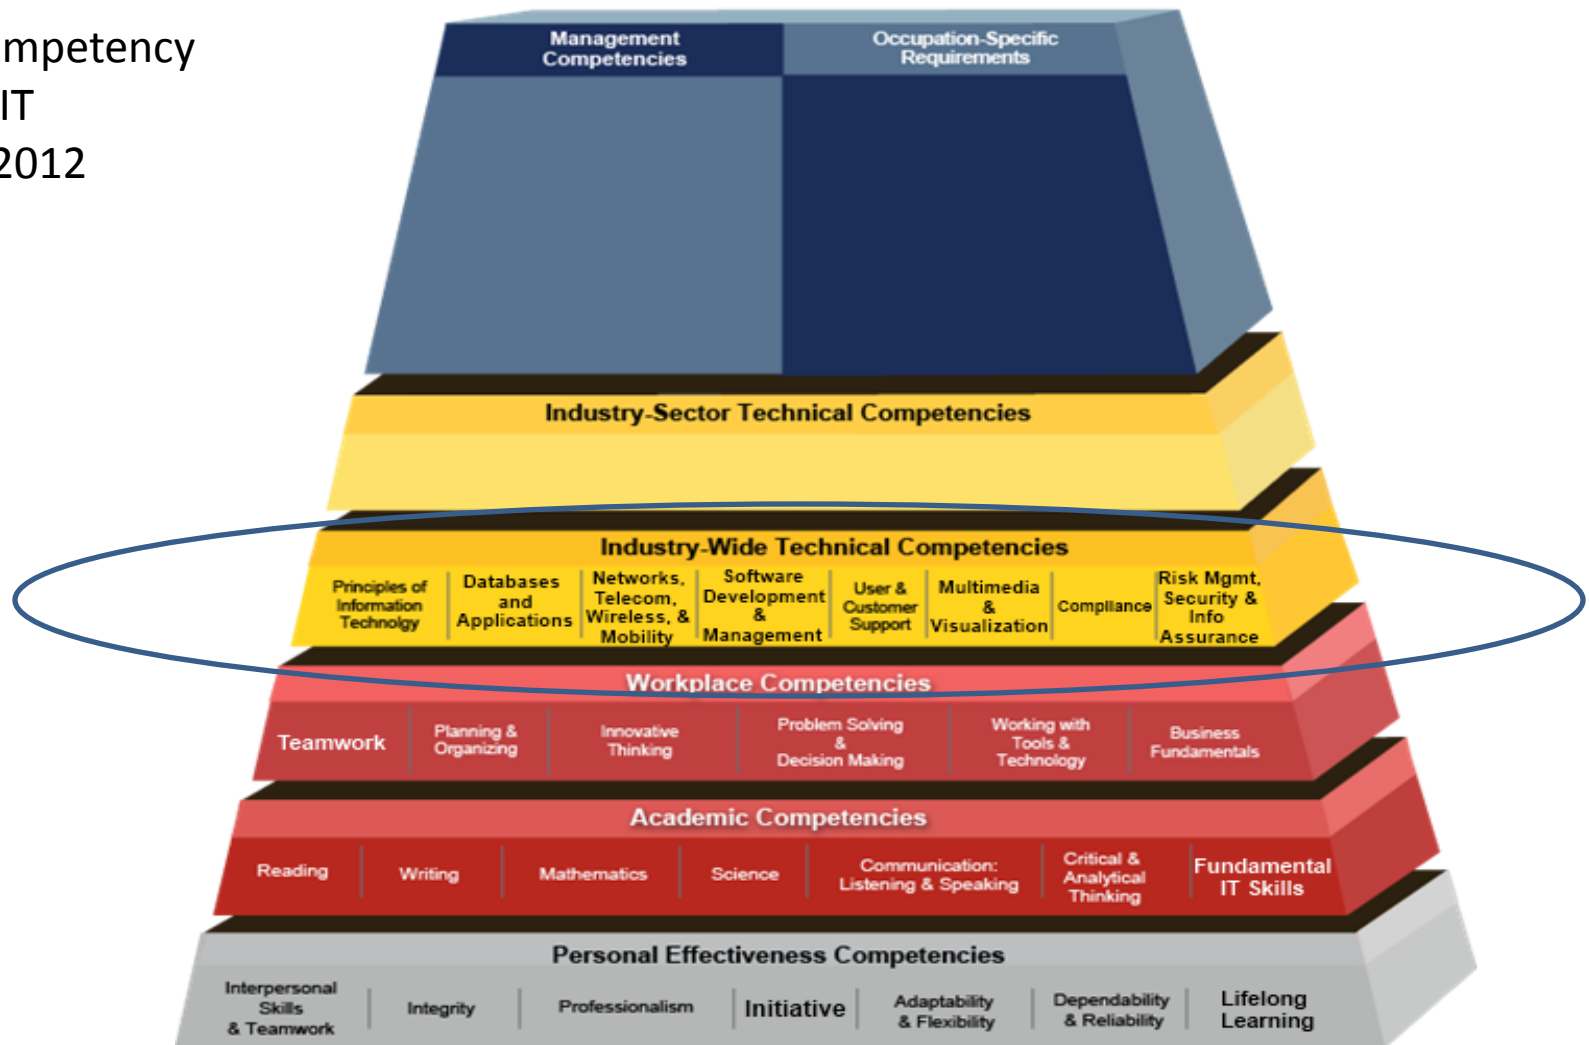 mpetency
IT
2012
Management
Competencies
Occupation-Specific
Requirements
Industry-Sector Technical Competencies
Industry-Wide Technical Competencies
Principles of
Information
Technolgy
Databases
and
Applications
Networks,
Telecom,
Wireless, &
Mobility
Software
Development
&
Management
User &
Customer
Support
Multimedia
&
Visualization
Compliance
Risk Mgmt,
Security &
Info
Assurance
Workplace Competencies
Teamwork
Planning &
Organizing
Innovative
Thinking
Problem Solving
&
Decision Making
Working with
Tools &
Technology
Business
Fundamentals
Academic Competencies
Reading
Writing
Mathematics
Science
Communication:
Listening & Speaking
Critical &
Analytical
Thinking
Fundamental
IT Skills
Personal Effectiveness Competencies
Interpersonal
Skills
& Teamwork
Integrity
Professionalism
Initiative
Adaptability
& Flexibility
Dependability
& Reliability
Lifelong
Learning